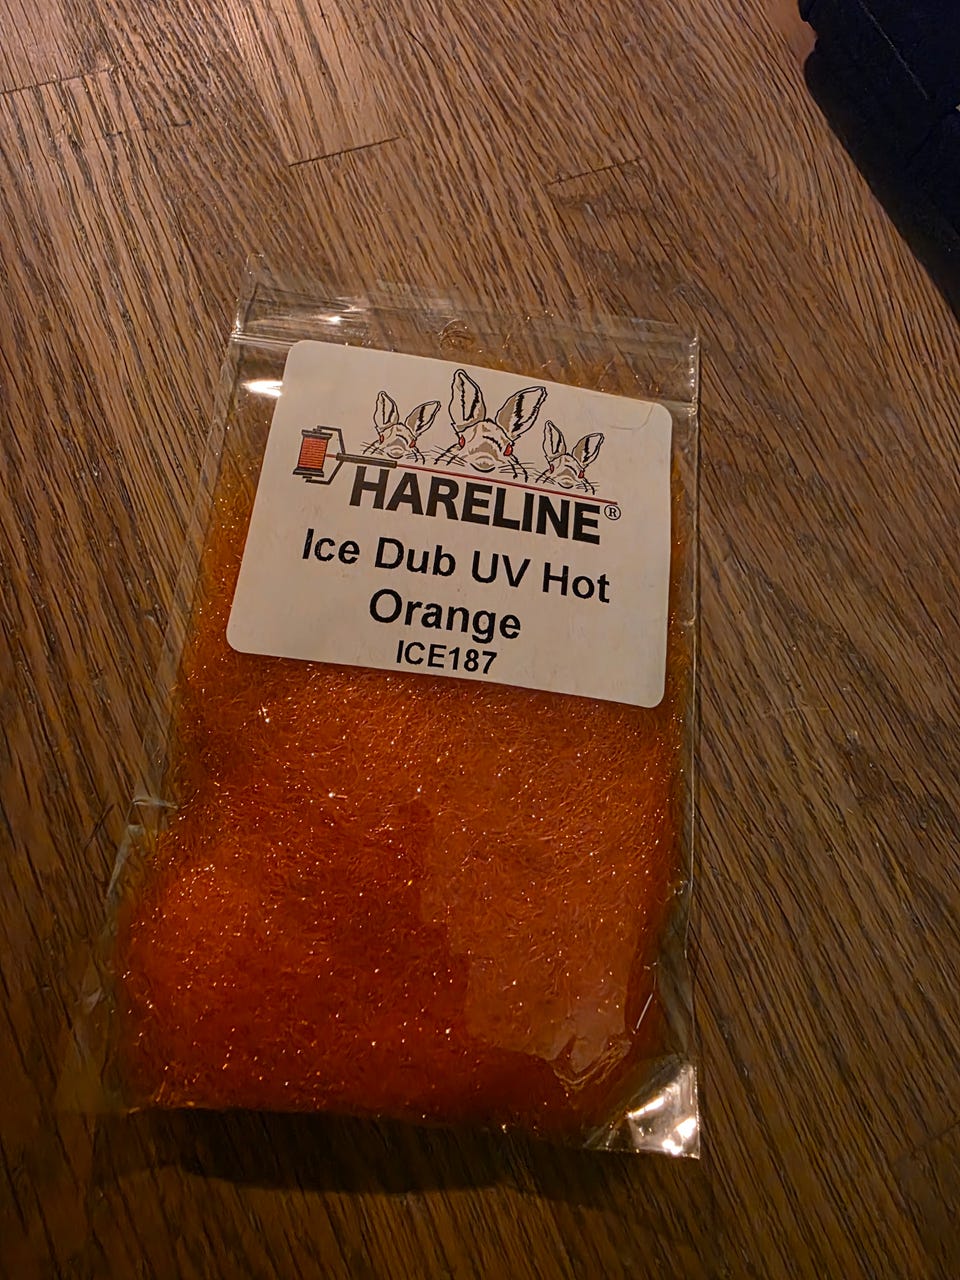 HARELINE®
Ice Dub UV Hot
Orange
ICE187